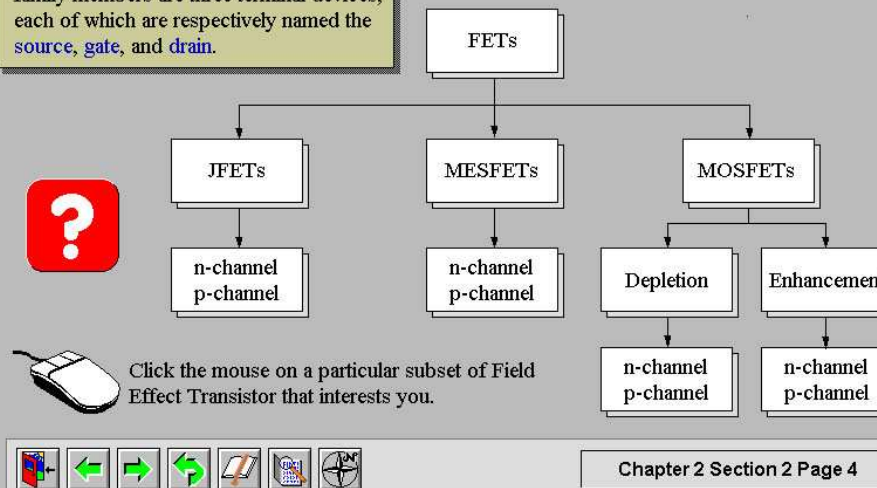 each of which are respectively named the
source, gate, and drain.
FETs
JFETs
MESFETs
MOSFETs
n-channel
p-channel
n-channel
p-channel
Depletion
Enhancemen
n-channel
p-channel
n-channel
p-channel
?
Click the mouse on a particular subset of Field
Effect Transistor that interests you.
Chapter 2 Section 2 Page 4